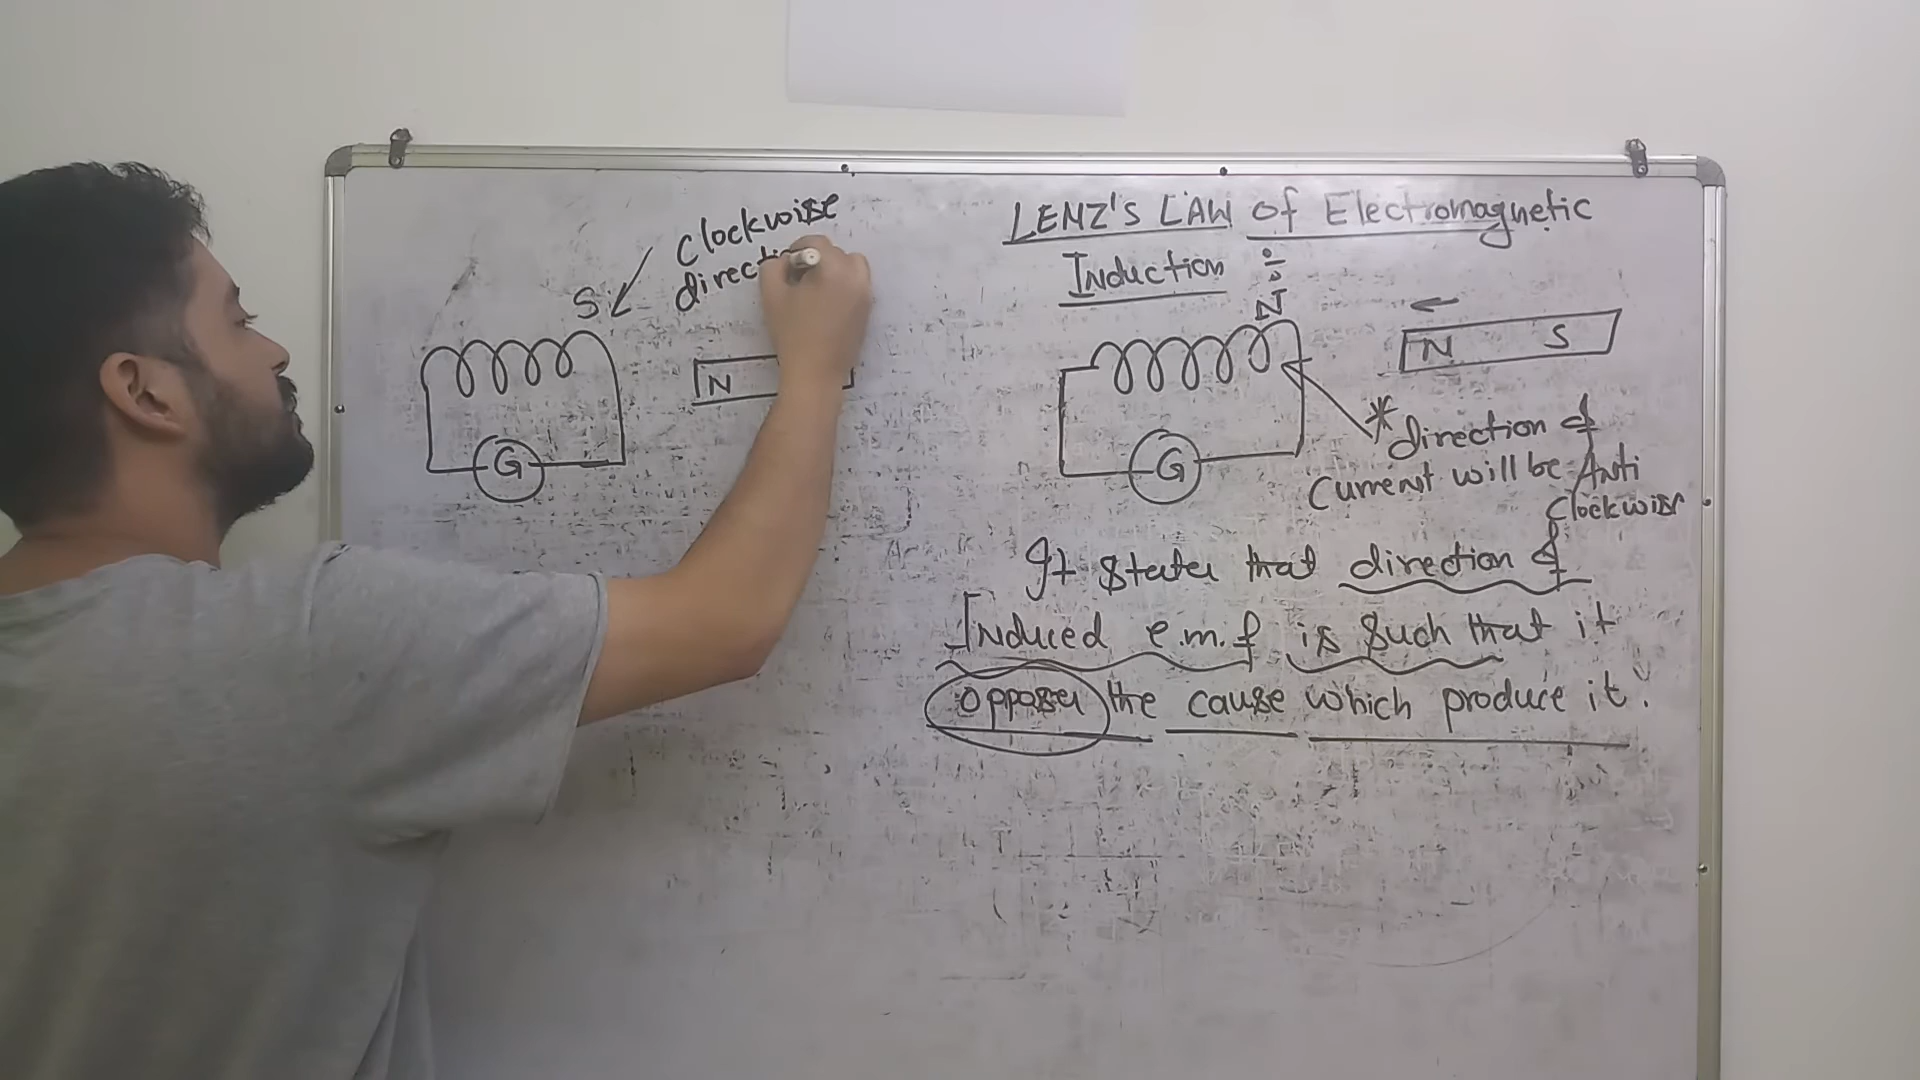 Clockwise
direction
S
N
G
LENZ'S LAW of Electromagnetic
Induction :-
N
N S
G
* direction of
Current will be Anti
Clockwise
It states that direction of
Induced e.m.f is such that it
opposes the cause which produce it".